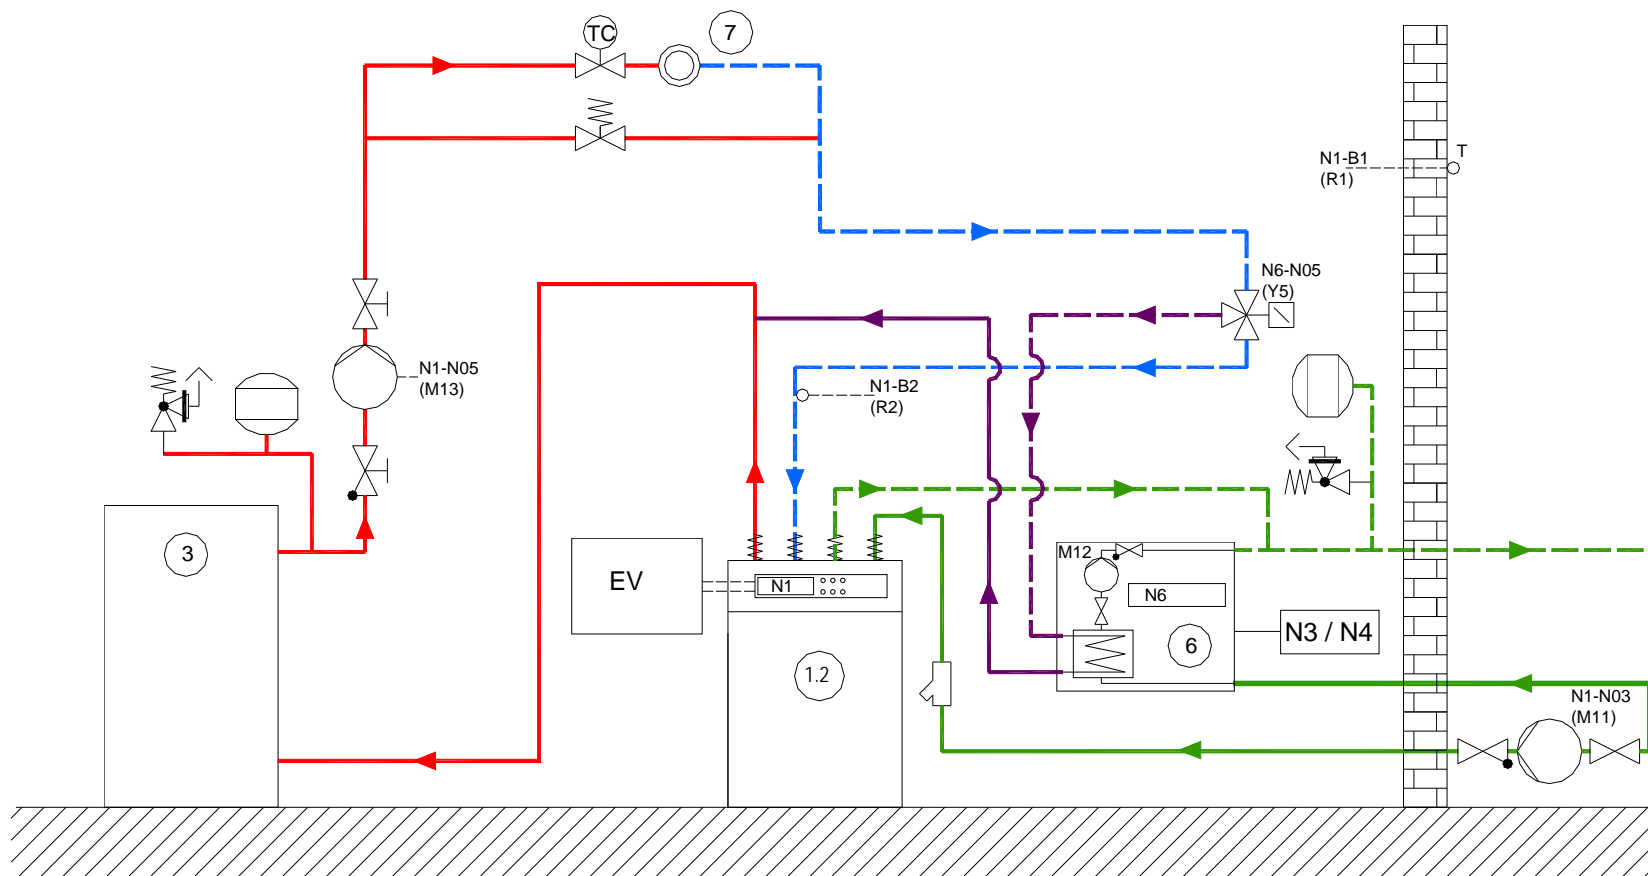 TC
7
N1-B1
(R1)
T
N6-N05
(Y5)
N1-N05
(M13)
N1-B2
(R2)
3
EV
N1
M12
N6
N3 / N4
6
1.2
N1-N03
(M11)